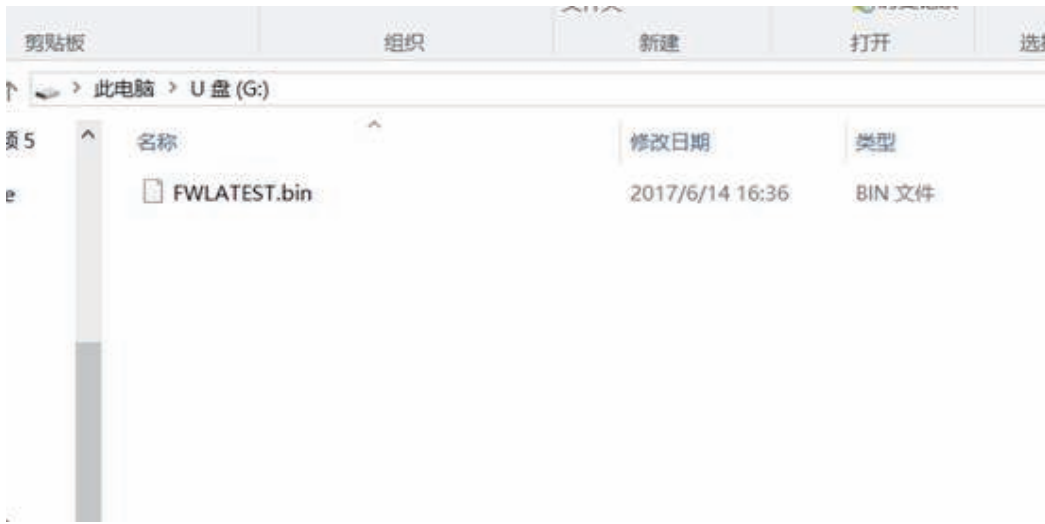 剪贴板 组织 新建 打开
此电脑 > U 盘 (G:)
5 名称 修改日期 类型
e FWLATEST.bin 2017/6/14 16:36 BIN 文件